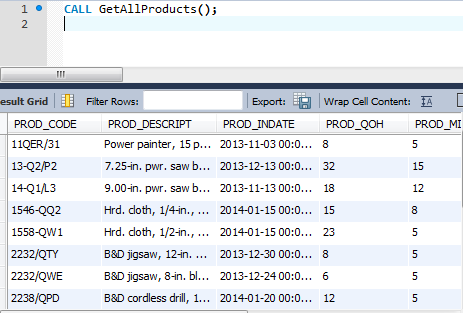 1 CALL GetAllProducts();
2
esult Grid Filter Rows: Export: Wrap Cell Content:
PROD_CODE PROD_DESCRIPT PROD_INDATE PROD_QOH PROD_MI
11QER/31 Power painter, 15 p... 2013-11-03 00:0... 8 5
13-Q2/P2 7.25-in. pwr. saw b... 2013-12-13 00:0... 32 15
14-Q1/L3 9.00-in. pwr. saw b... 2013-11-13 00:0... 18 12
1546-QQ2 Hrd. cloth, 1/4-in., ... 2014-01-15 00:0... 15 8
1558-QW1 Hrd. cloth, 1/2-in., ... 2014-01-15 00:0... 23 5
2232/QTY B&D jigsaw, 12-in. ... 2013-12-30 00:0... 8 5
2232/QWE B&D jigsaw, 8-in. bl... 2013-12-24 00:0... 6 5
2238/QPD B&D cordless drill, 1... 2014-01-20 00:0... 12 5